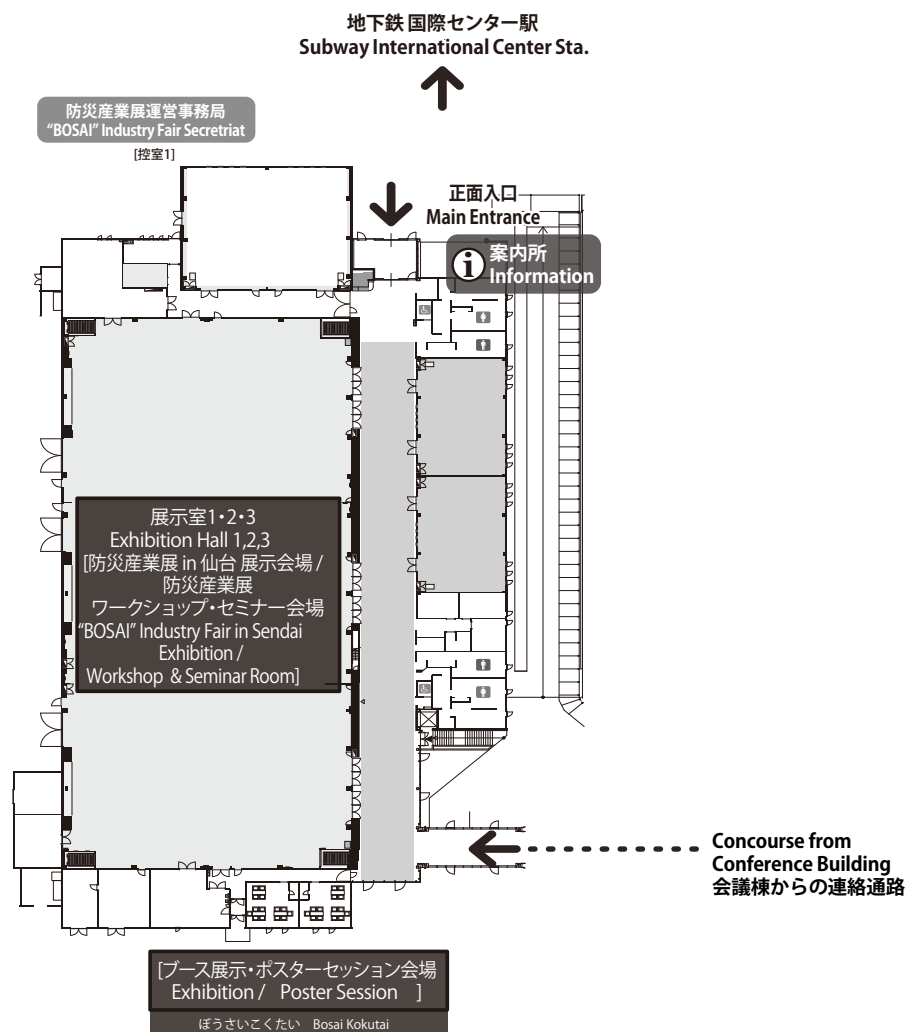 地下鉄 国際センター駅
Subway International Center Sta.
防災産業展運営事務局
“BOSAI” Industry Fair Secretriat
[控室1]
正面入口
Main Entrance
案内所
Information
展示室1・2・3
Exhibition Hall 1,2,3
[防災産業展 in 仙台 展示会場 /
防災産業展
ワークショップ・セミナー会場
“BOSAI” Industry Fair in Sendai
Exhibition /
Workshop & Seminar Room]
Concourse from
Conference Building
会議棟からの連絡通路
[ブース展示・ポスターセッション会場
Exhibition / Poster Session ]
ぼうさいこくたい Bosai Kokutai